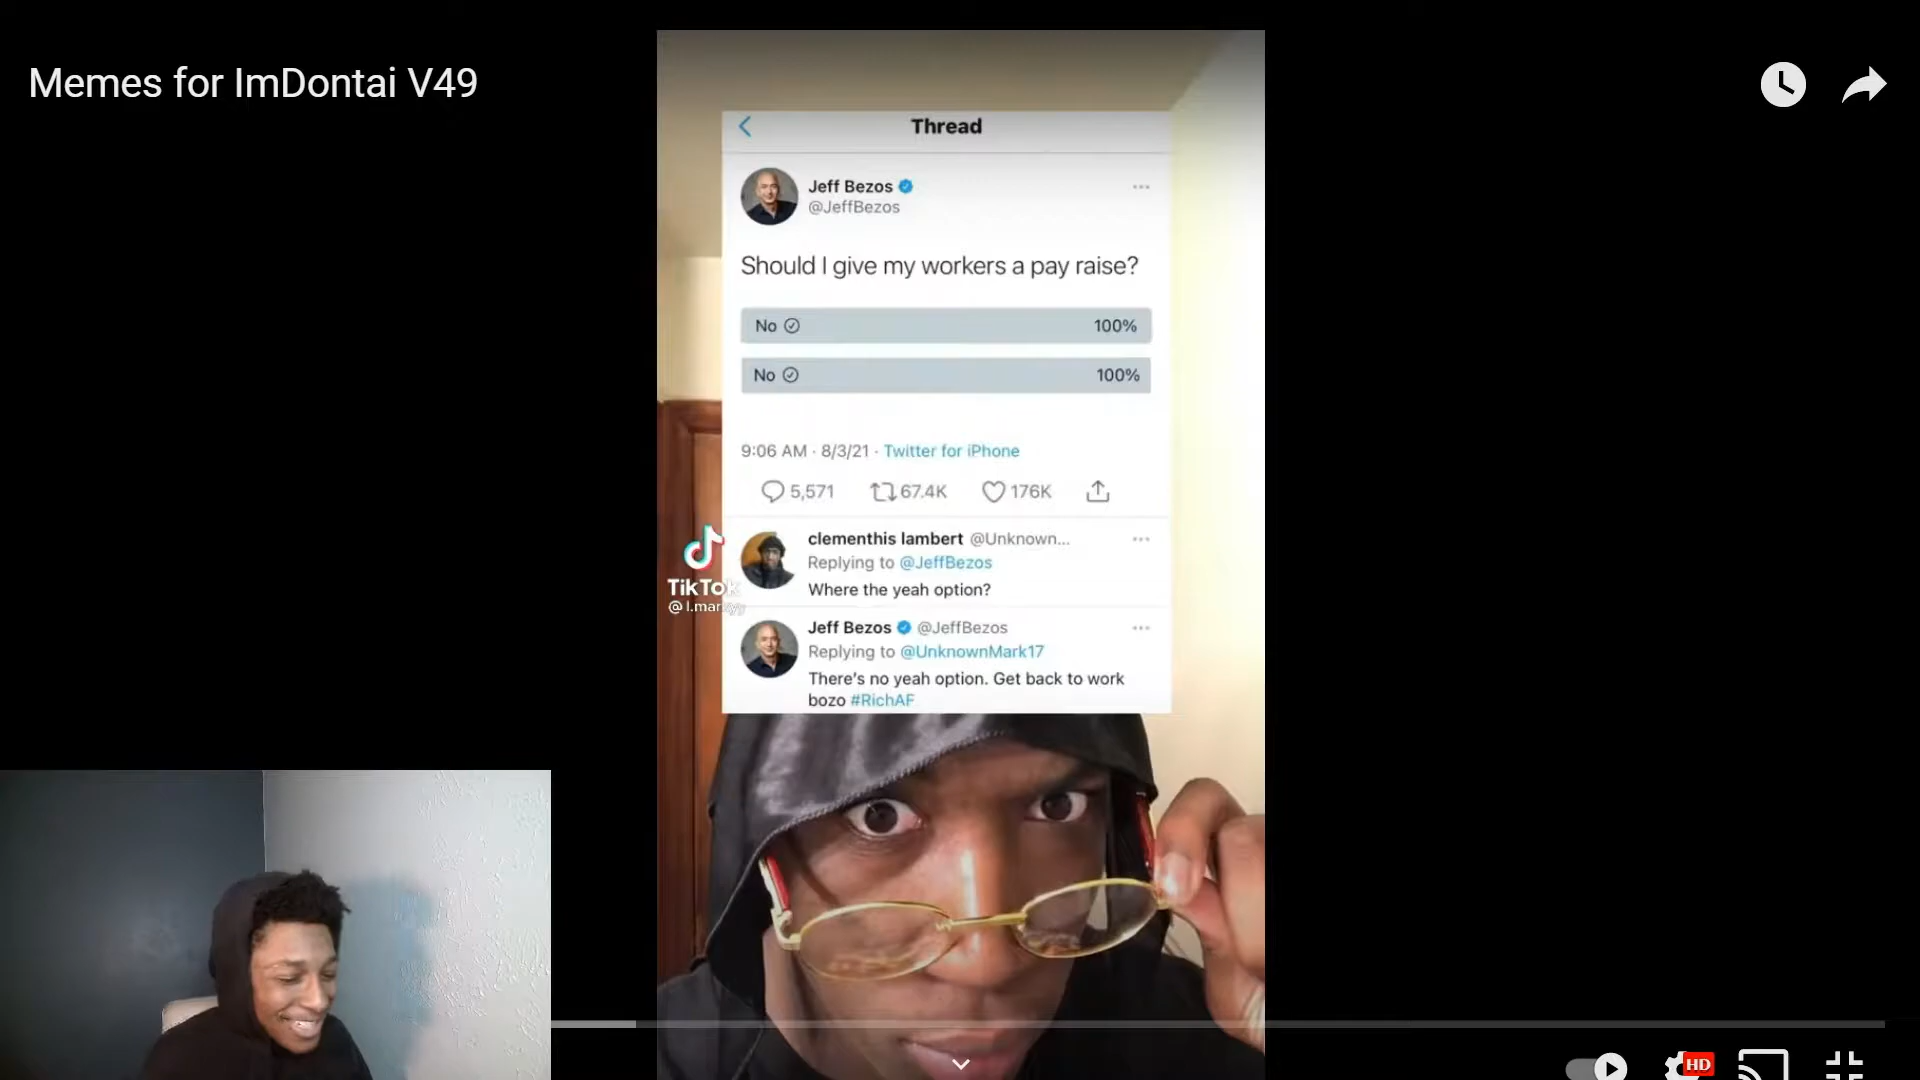 Memes for ImDontai V49
Thread
Jeff Bezos
@JeffBezos
Should I give my workers a pay raise?
No 100%
No 100%
9:06 AM · 8/3/21 · Twitter for iPhone
5,571 67.4K 176K
clementhis lambert @Unknown...
Replying to @JeffBezos
Where the yeah option?
TikTok
Jeff Bezos @JeffBezos
Replying to @UnknownMark17
There's no yeah option. Get back to work
bozo #RichAF
HD